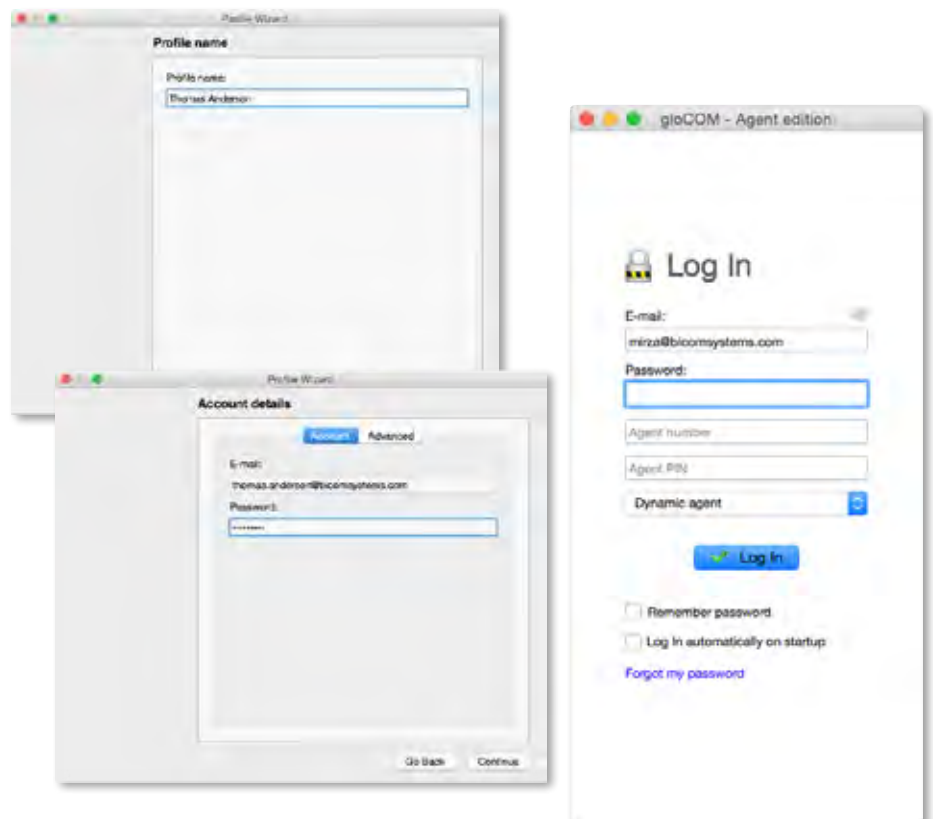 Profile Wizard
Profile name
Profile name:
Thomas Anderson
Profile Wizard
Account details
Account Advanced
E-mail:
thomas.anderson@bicomsystems.com
Password:
Go Back Continue
gloCOM - Agent edition
Log In
E-mail:
mirza@bicomsystems.com
Password:
Agent number
Agent PIN
Dynamic agent
Log In
Remember password
Log In automatically on startup
Forgot my password